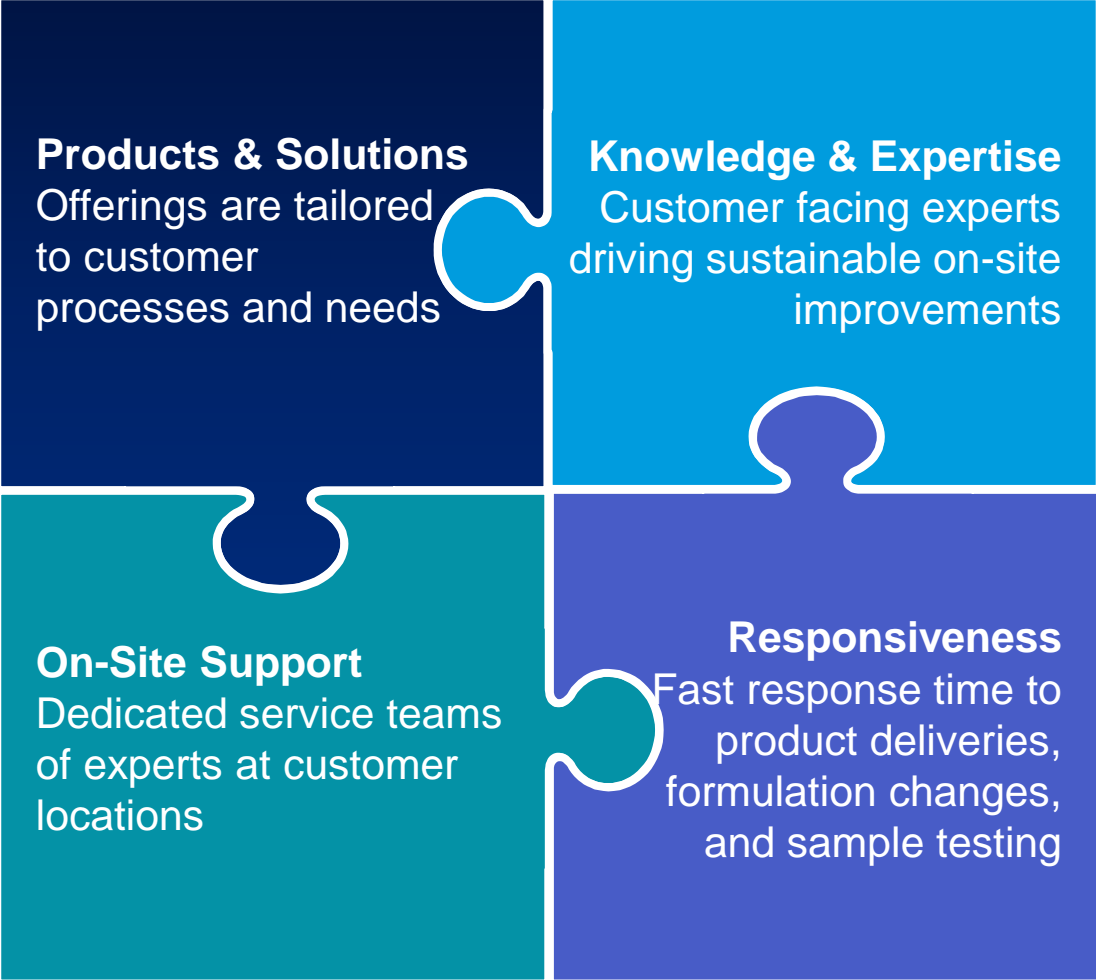 Products & Solutions
Offerings are tailored
to customer
processes and needs
Knowledge & Expertise
Customer facing experts
driving sustainable on-site
improvements
On-Site Support
Dedicated service teams
of experts at customer
locations
Responsiveness
Fast response time to
product deliveries,
formulation changes,
and sample testing